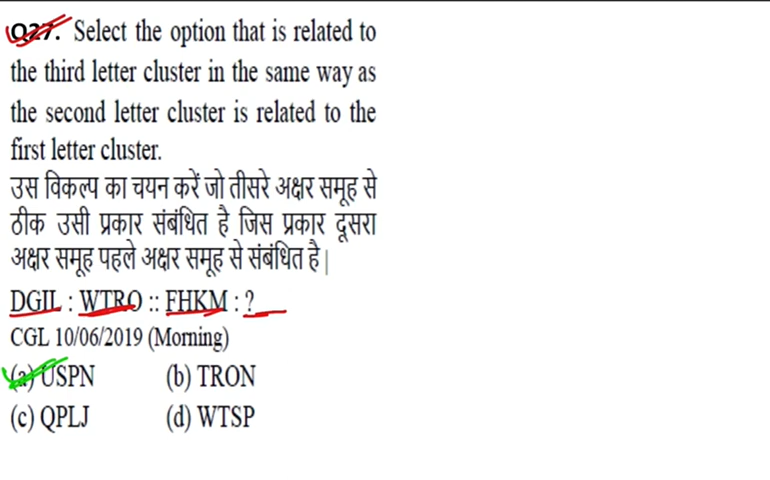 Q27. Select the option that is related to
the third letter cluster in the same way as
the second letter cluster is related to the
first letter cluster.
उस विकल्प का चयन करें जो तीसरे अक्षर समूह से
ठीक उसी प्रकार संबंधित है जिस प्रकार दूसरा
अक्षर समूह पहले अक्षर समूह से संबंधित है|
DGIL : WTRO :: FHKM : ?
CGL 10/06/2019 (Morning)
(a) USPN (b) TRON
(c) QPLJ (d) WTSP